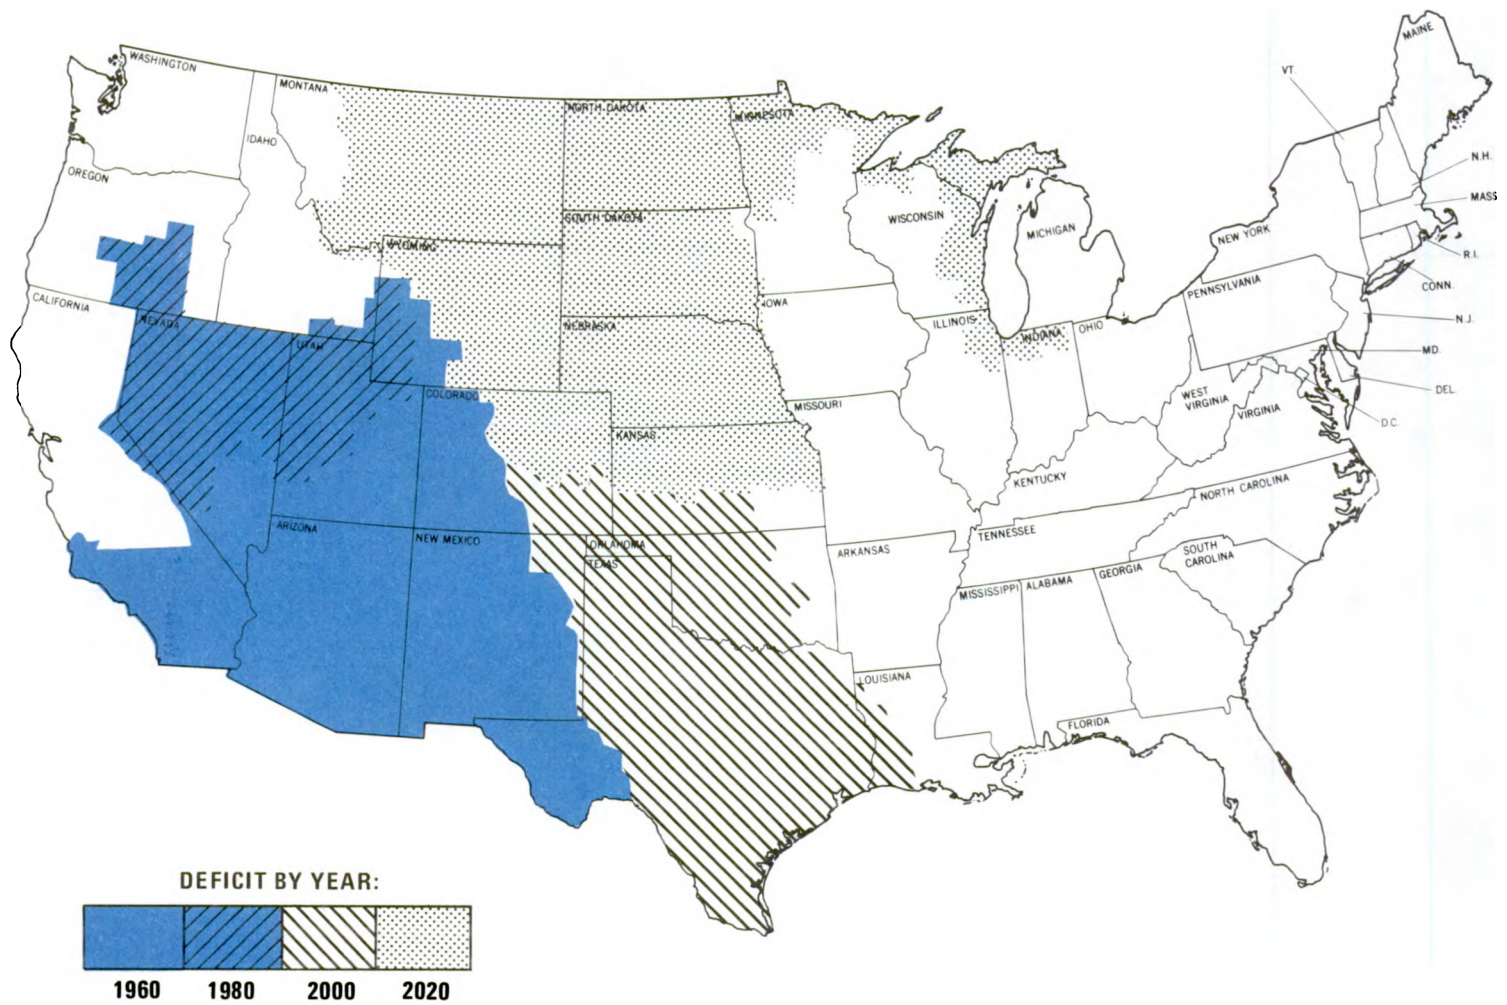 WASHINGTON
MONTANA
NORTH DAKOTA
MINNESOTA
MAINE
VT.
IDAHO
OREGON
N.H.
MASS
SOUTH DAKOTA
WISCONSIN
MICHIGAN
NEW YORK
WYOMING
R.I.
CONN.
PENNSYLVANIA
CALIFORNIA
NEVADA
IOWA
NEBRASKA
ILLINOIS
INDIANA
OHIO
N.J.
UTAH
MD.
DEL.
COLORADO
MISSOURI
WEST
VIRGINIA
VIRGINIA
D.C.
KANSAS
KENTUCKY
NORTH CAROLINA
ARIZONA
NEW MEXICO
OKLAHOMA
TEXAS
ARKANSAS
TENNESSEE
SOUTH
CAROLINA
MISSISSIPPI
ALABAMA
GEORGIA
LOUISIANA
FLORIDA
DEFICIT BY YEAR:
1960 1980 2000 2020